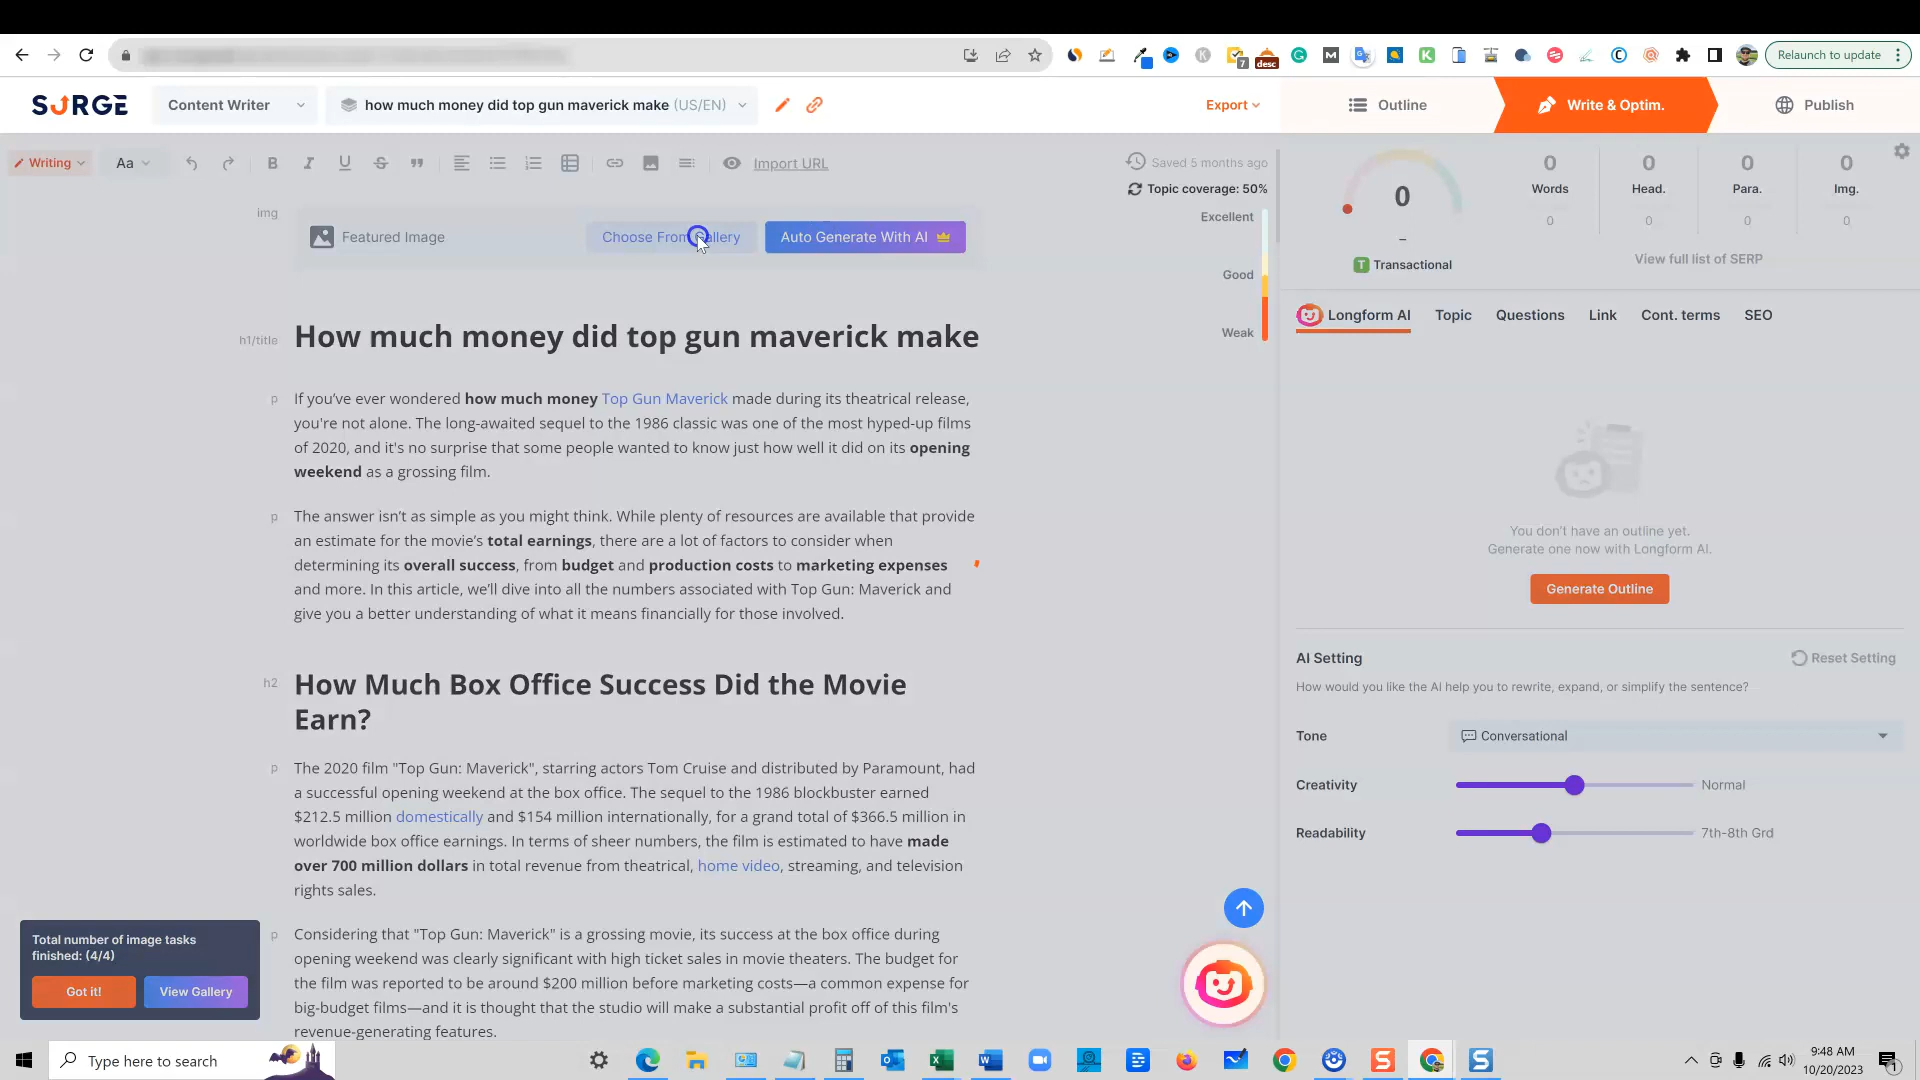 7
desc
Relaunch to update
SURGE
Content Writer
how much money did top gun maverick make (US/EN)
Export
Outline
Write & Optim.
Publish
Writing
Aa
Import URL
Saved 5 months ago
Topic coverage: 50%
Excellent
Good
Weak
img
Featured Image
Choose From Gallery
Auto Generate With AI
h1/title
How much money did top gun maverick make
p
If you've ever wondered how much money Top Gun Maverick made during its theatrical release,
you're not alone. The long-awaited sequel to the 1986 classic was one of the most hyped-up films
of 2020, and it's no surprise that some people wanted to know just how well it did on its opening
weekend as a grossing film.
p
The answer isn't as simple as you might think. While plenty of resources are available that provide
an estimate for the movie's total earnings, there are a lot of factors to consider when
determining its overall success, from budget and production costs to marketing expenses
and more. In this article, we'll dive into all the numbers associated with Top Gun: Maverick and
give you a better understanding of what it means financially for those involved.
h2
How Much Box Office Success Did the Movie
Earn?
p
The 2020 film "Top Gun: Maverick", starring actors Tom Cruise and distributed by Paramount, had
a successful opening weekend at the box office. The sequel to the 1986 blockbuster earned
$212.5 million domestically and $154 million internationally, for a grand total of $366.5 million in
worldwide box office earnings. In terms of sheer numbers, the film is estimated to have made
over 700 million dollars in total revenue from theatrical, home video, streaming, and television
rights sales.
p
Considering that "Top Gun: Maverick" is a grossing movie, its success at the box office during
opening weekend was clearly significant with high ticket sales in movie theaters. The budget for
the film was reported to be around $200 million before marketing costs—a common expense for
big-budget films—and it is thought that the studio will make a substantial profit off of this film's
revenue-generating features.
0
–
T Transactional
0 0 0 0
Words Head. Para. Img.
0 0 0 0
View full list of SERP
Longform AI
Topic
Questions
Link
Cont. terms
SEO
You don't have an outline yet.
Generate one now with Longform AI.
Generate Outline
AI Setting
Reset Setting
How would you like the AI help you to rewrite, expand, or simplify the sentence?
Tone
Conversational
Creativity
Normal
Readability
7th-8th Grd
Total number of image tasks
finished: (4/4)
Got it!
View Gallery
Type here to search
9:48 AM
10/20/2023
1